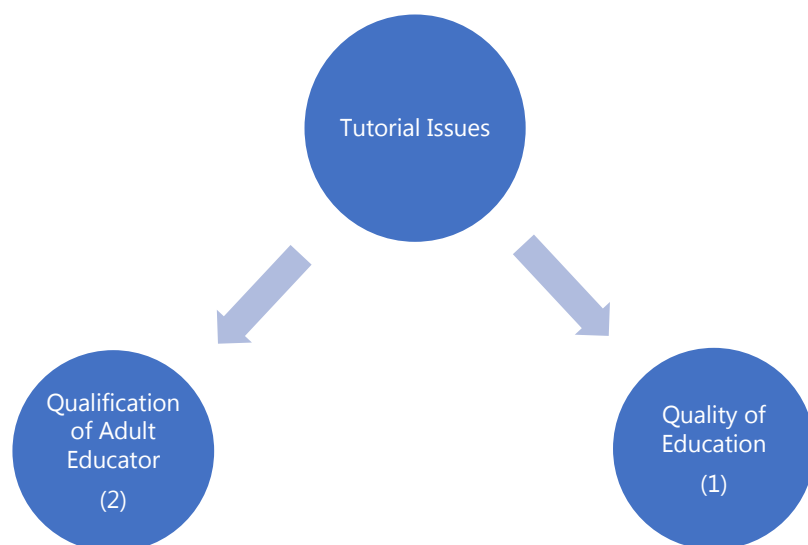 Tutorial Issues
Qualification
of Adult
Educator
(2)
Quality of
Education
(1)